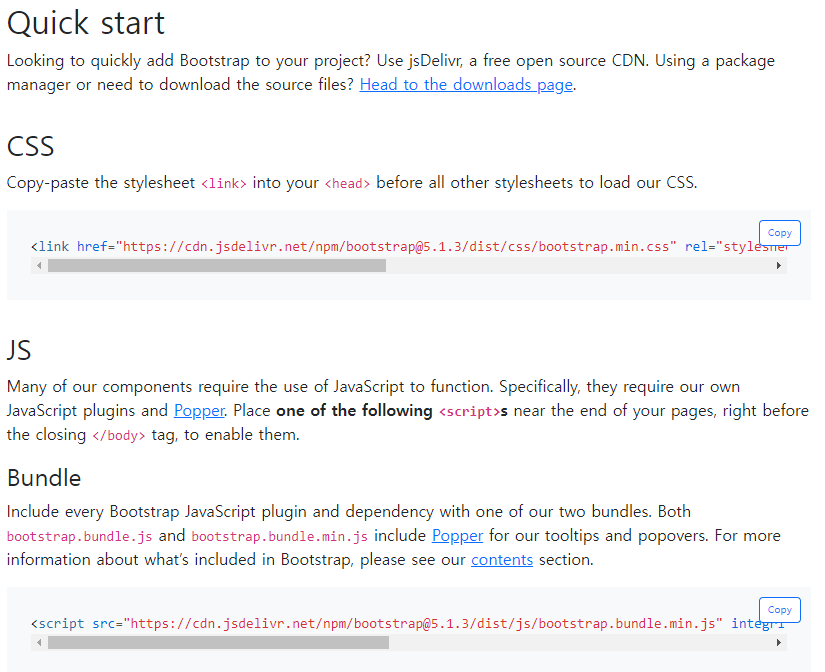 Quick start
Looking to quickly add Bootstrap to your project? Use jsDelivr, a free open source CDN. Using a package
manager or need to download the source files? Head to the downloads page.
CSS
Copy-paste the stylesheet <link> into your <head> before all other stylesheets to load our CSS.
Copy
<link href="https://cdn.jsdelivr.net/npm/bootstrap@5.1.3/dist/css/bootstrap.min.css" rel="styleshe
JS
Many of our components require the use of JavaScript to function. Specifically, they require our own
JavaScript plugins and Popper. Place one of the following <script>s near the end of your pages, right before
the closing </body> tag, to enable them.
Bundle
Include every Bootstrap JavaScript plugin and dependency with one of our two bundles. Both
bootstrap.bundle.js and bootstrap.bundle.min.js include Popper for our tooltips and popovers. For more
information about what's included in Bootstrap, please see our contents section.
Copy
<script src="https://cdn.jsdelivr.net/npm/bootstrap@5.1.3/dist/js/bootstrap.bundle.min.js" integri